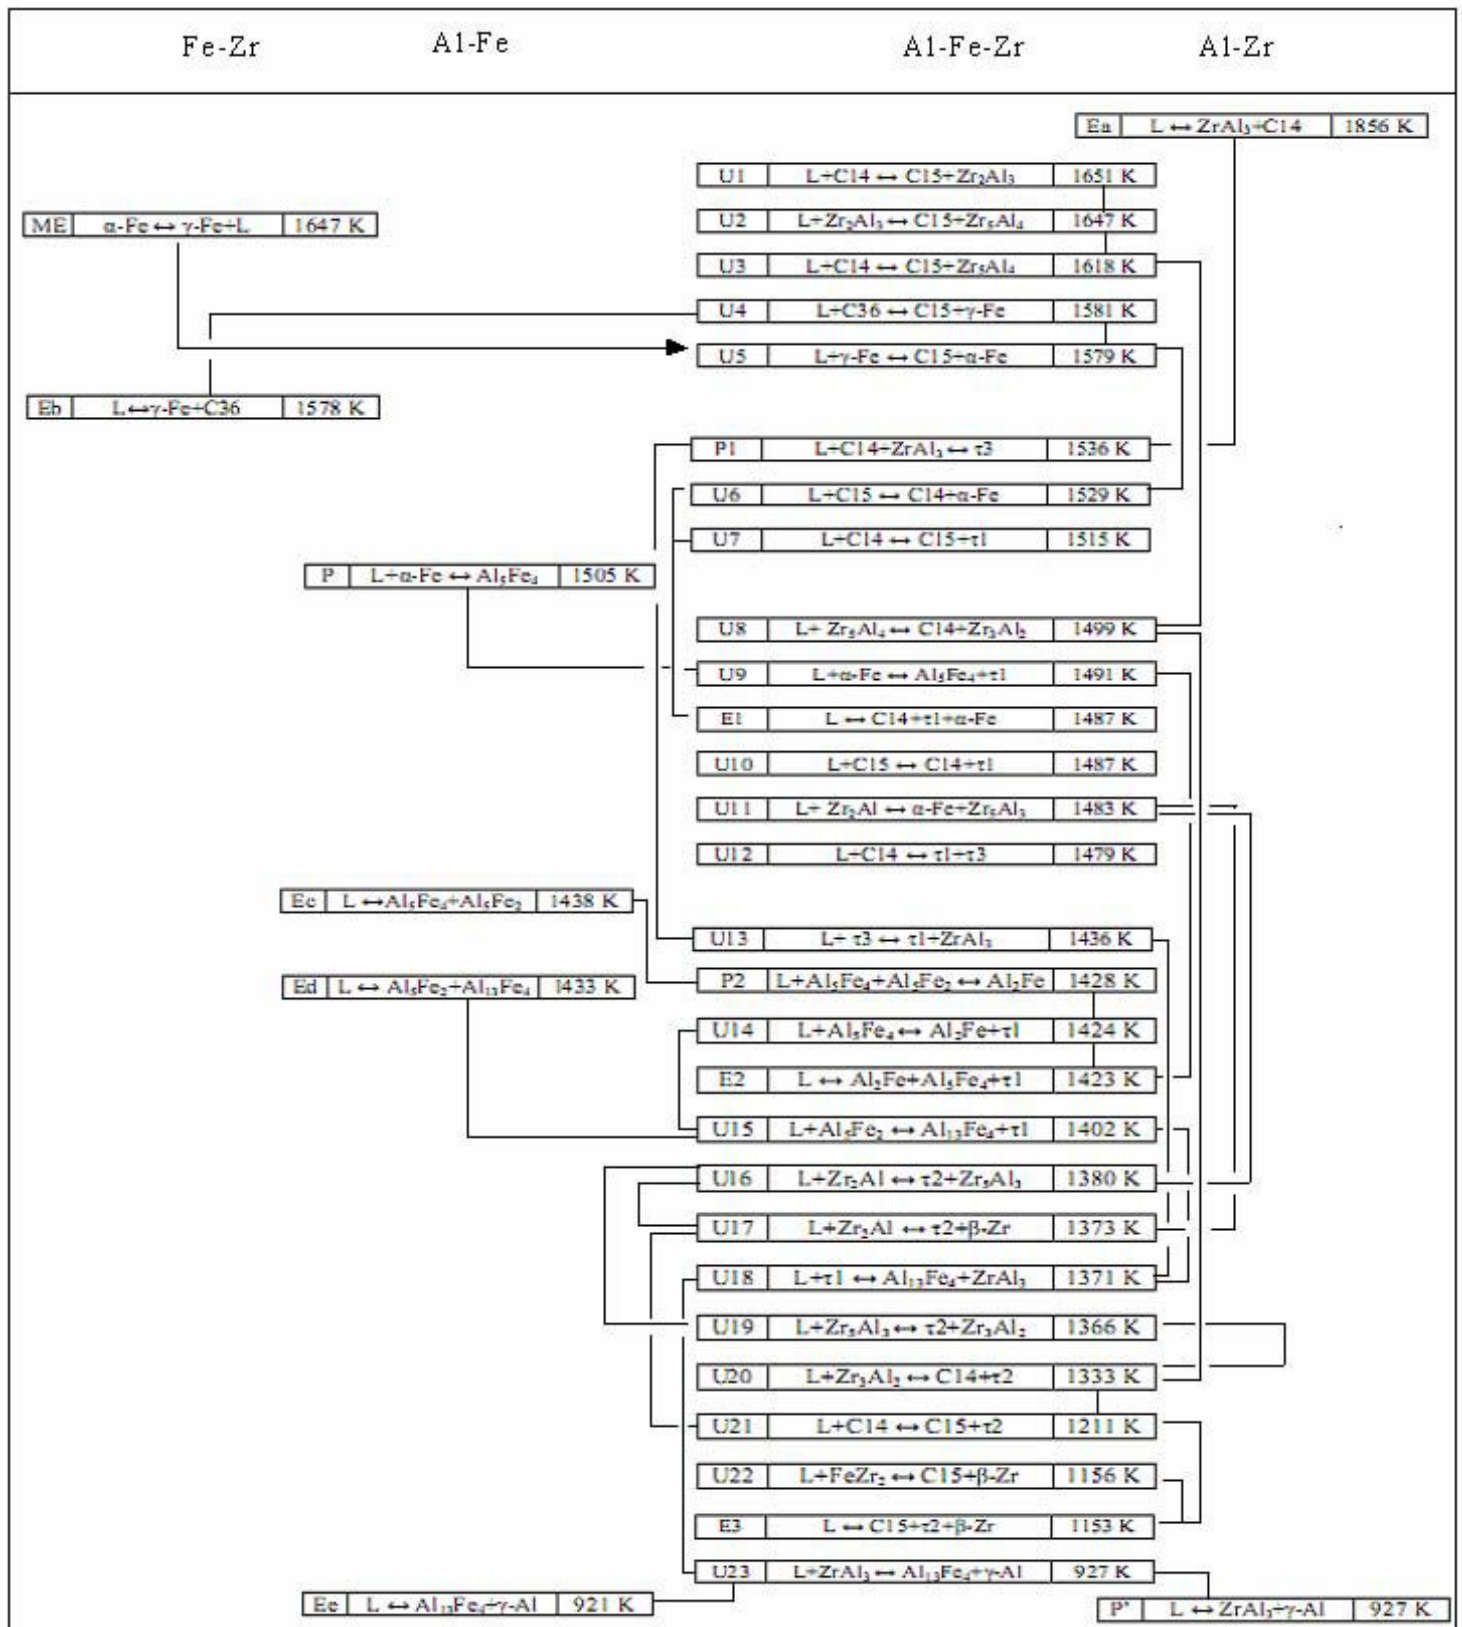 Fe-Zr Al-Fe Al-Fe-Zr Al-Zr
Ea L ↔ ZrAl₃+C14 1856 K
U1 L+C14 ↔ C15+Zr₂Al₃ 1651 K
ME α-Fe ↔ γ-Fe+L 1647 K
U2 L+Zr₂Al₃ ↔ C15+Zr₅Al₄ 1647 K
U3 L+C14 ↔ C15+Zr₅Al₄ 1618 K
U4 L+C36 ↔ C15+γ-Fe 1581 K
U5 L+γ-Fe ↔ C15+α-Fe 1579 K
Eb L↔γ-Fe+C36 1578 K
P1 L+C14+ZrAl₃ ↔ τ3 1536 K
U6 L+C15 ↔ C14+α-Fe 1529 K
U7 L+C14 ↔ C15+τ1 1515 K
P L+α-Fe ↔ Al₅Fe₄ 1505 K
U8 L+ Zr₅Al₄ ↔ C14+Zr₃Al₂ 1499 K
U9 L+α-Fe ↔ Al₅Fe₄+τ1 1491 K
E1 L ↔ C14+τ1+α-Fe 1487 K
U10 L+C15 ↔ C14+τ1 1487 K
U11 L+ Zr₂Al ↔ α-Fe+Zr₅Al₃ 1483 K
U12 L+C14 ↔ τ1+τ3 1479 K
Ec L ↔Al₅Fe₄+Al₅Fe₂ 1438 K
U13 L+ τ3 ↔ τ1+ZrAl₃ 1436 K
P2 L+Al₅Fe₄+Al₅Fe₂ ↔ Al₂Fe 1428 K
Ed L ↔ Al₅Fe₂+Al₁₃Fe₄ 1433 K
U14 L+Al₅Fe₄ ↔ Al₂Fe+τ1 1424 K
E2 L ↔ Al₂Fe+Al₅Fe₄+τ1 1423 K
U15 L+Al₅Fe₂ ↔ Al₁₃Fe₄+τ1 1402 K
U16 L+Zr₂Al ↔ τ2+Zr₅Al₃ 1380 K
U17 L+Zr₂Al ↔ τ2+β-Zr 1373 K
U18 L+τ1 ↔ Al₁₃Fe₄+ZrAl₃ 1371 K
U19 L+Zr₅Al₃ ↔ τ2+Zr₃Al₂ 1366 K
U20 L+Zr₃Al₂ ↔ C14+τ2 1333 K
U21 L+C14 ↔ C15+τ2 1211 K
U22 L+FeZr₂ ↔ C15+β-Zr 1156 K
E3 L ↔ C15+τ2+β-Zr 1153 K
U23 L+ZrAl₃ ↔ Al₁₃Fe₄+γ-Al 927 K
Ee L ↔ Al₁₃Fe₄+γ-Al 921 K
P' L ↔ ZrAl₃+γ-Al 927 K